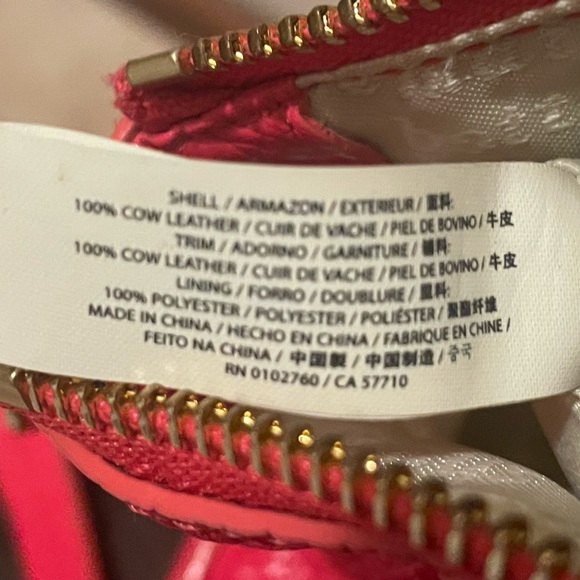 SHELL / ARMAZON / EXTERIEUR / 面料:
100% COW LEATHER / CUIR DE VACHE / PIEL DE BOVINO / 牛皮
TRIM / ADORNO / GARNITURE / 辅料:
100% COW LEATHER / CUIR DE VACHE / PIEL DE BOVINO / 牛皮
LINING / FORRO / DOUBLURE / 里料:
100% POLYESTER / POLYESTER / POLIÉSTER / 聚酯纤维
MADE IN CHINA / HECHO EN CHINA / FABRIQUE EN CHINE /
FEITO NA CHINA / 中国製 / 中国制造 / 중국
RN 0102760 / CA 57710